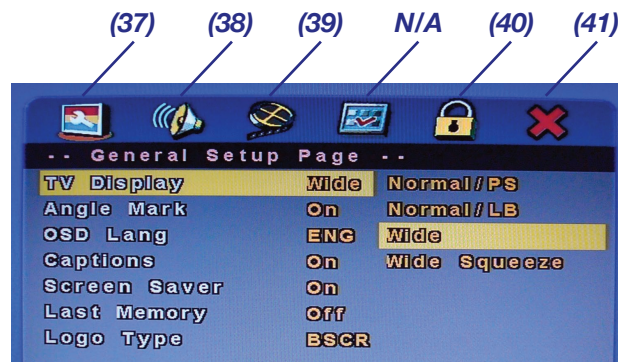 (37) (38) (39) N/A (40) (41)
-- General Setup Page --
TV Display Wide Normal/PS
Angle Mark On Normal/LB
OSD Lang ENG Wide
Captions On Wide Squeeze
Screen Saver On
Last Memory Off
Logo Type BSCR